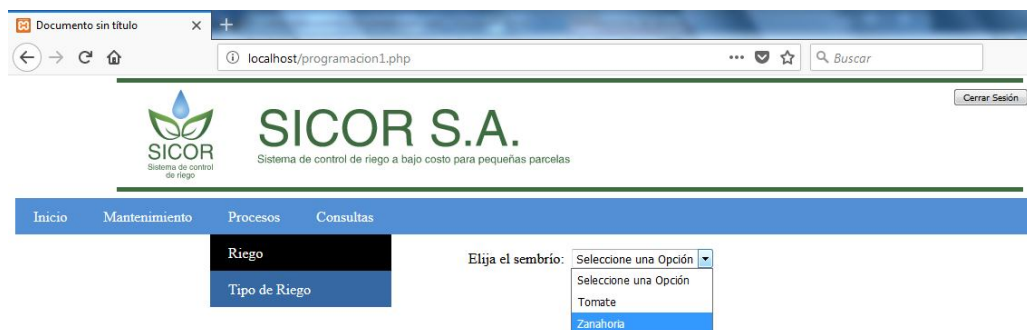 Documento sin título
localhost/programacion1.php
Buscar
Cerrar Sesión
SICOR
Sistema de control
de riego
SICOR S.A.
Sistema de control de riego a bajo costo para pequeñas parcelas
Inicio Mantenimiento Procesos Consultas
Riego
Tipo de Riego
Elija el sembrío: Seleccione una Opción
Seleccione una Opción
Tomate
Zanahoria